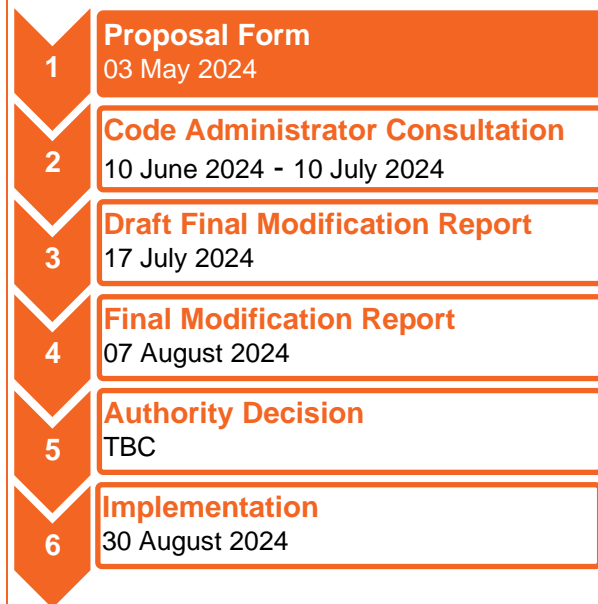 1
Proposal Form
03 May 2024
2
Code Administrator Consultation
10 June 2024 - 10 July 2024
3
Draft Final Modification Report
17 July 2024
4
Final Modification Report
07 August 2024
5
Authority Decision
TBC
6
Implementation
30 August 2024